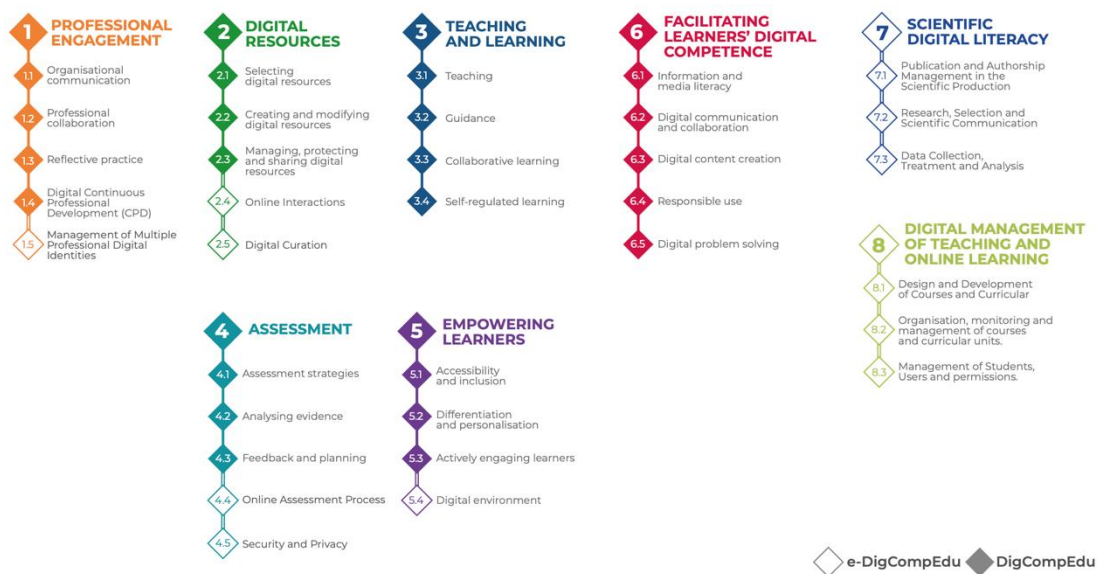 1 PROFESSIONAL
ENGAGEMENT
1.1 Organisational
communication
1.2 Professional
collaboration
1.3 Reflective practice
1.4 Digital Continuous
Professional
Development (CPD)
1.5 Management of Multiple
Professional Digital
Identities
2 DIGITAL
RESOURCES
2.1 Selecting
digital resources
2.2 Creating and modifying
digital resources
2.3 Managing, protecting
and sharing digital
resources
2.4 Online Interactions
2.5 Digital Curation
3 TEACHING
AND LEARNING
3.1 Teaching
3.2 Guidance
3.3 Collaborative learning
3.4 Self-regulated learning
6 FACILITATING
LEARNERS' DIGITAL
COMPETENCE
6.1 Information and
media literacy
6.2 Digital communication
and collaboration
6.3 Digital content creation
6.4 Responsible use
6.5 Digital problem solving
7 SCIENTIFIC
DIGITAL LITERACY
7.1 Publication and Authorship
Management in the
Scientific Production
7.2 Research, Selection and
Scientific Communication
7.3 Data Collection,
Treatment and Analysis
8 DIGITAL MANAGEMENT
OF TEACHING AND
ONLINE LEARNING
8.1 Design and Development
of Courses and Curricular
8.2 Organisation, monitoring and
management of courses
and curricular units.
8.3 Management of Students,
Users and permissions.
4 ASSESSMENT
4.1 Assessment strategies
4.2 Analysing evidence
4.3 Feedback and planning
4.4 Online Assessment Process
4.5 Security and Privacy
5 EMPOWERING
LEARNERS
5.1 Accessibility
and inclusion
5.2 Differentiation
and personalisation
5.3 Actively engaging learners
5.4 Digital environment
e-DigCompEdu DigCompEdu